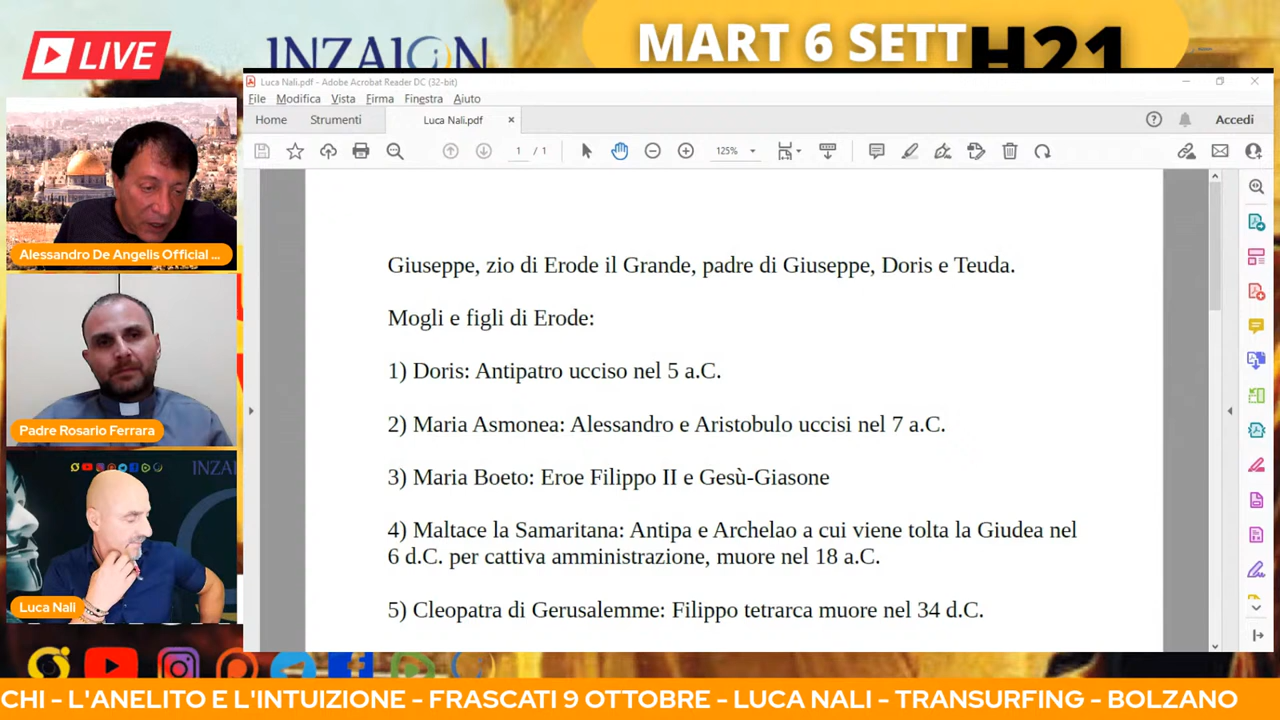 LIVE
INZAION
MART 6 SETT H21
Luca Nali.pdf - Adobe Acrobat Reader DC (32-bit)
File Modifica Vista Firma Finestra Aiuto
Home Strumenti Luca Nali.pdf × Accedi
1 / 1 125%
Giuseppe, zio di Erode il Grande, padre di Giuseppe, Doris e Teuda.
Mogli e figli di Erode:
1) Doris: Antipatro ucciso nel 5 a.C.
2) Maria Asmonea: Alessandro e Aristobulo uccisi nel 7 a.C.
3) Maria Boeto: Eroe Filippo II e Gesù-Giasone
4) Maltace la Samaritana: Antipa e Archelao a cui viene tolta la Giudea nel
6 d.C. per cattiva amministrazione, muore nel 18 a.C.
5) Cleopatra di Gerusalemme: Filippo tetrarca muore nel 34 d.C.
Alessandro De Angelis Official ...
Padre Rosario Ferrara
INZAI
Luca Nali
CHI - L'ANELITO E L'INTUIZIONE - FRASCATI 9 OTTOBRE - LUCA NALI - TRANSURFING - BOLZANO